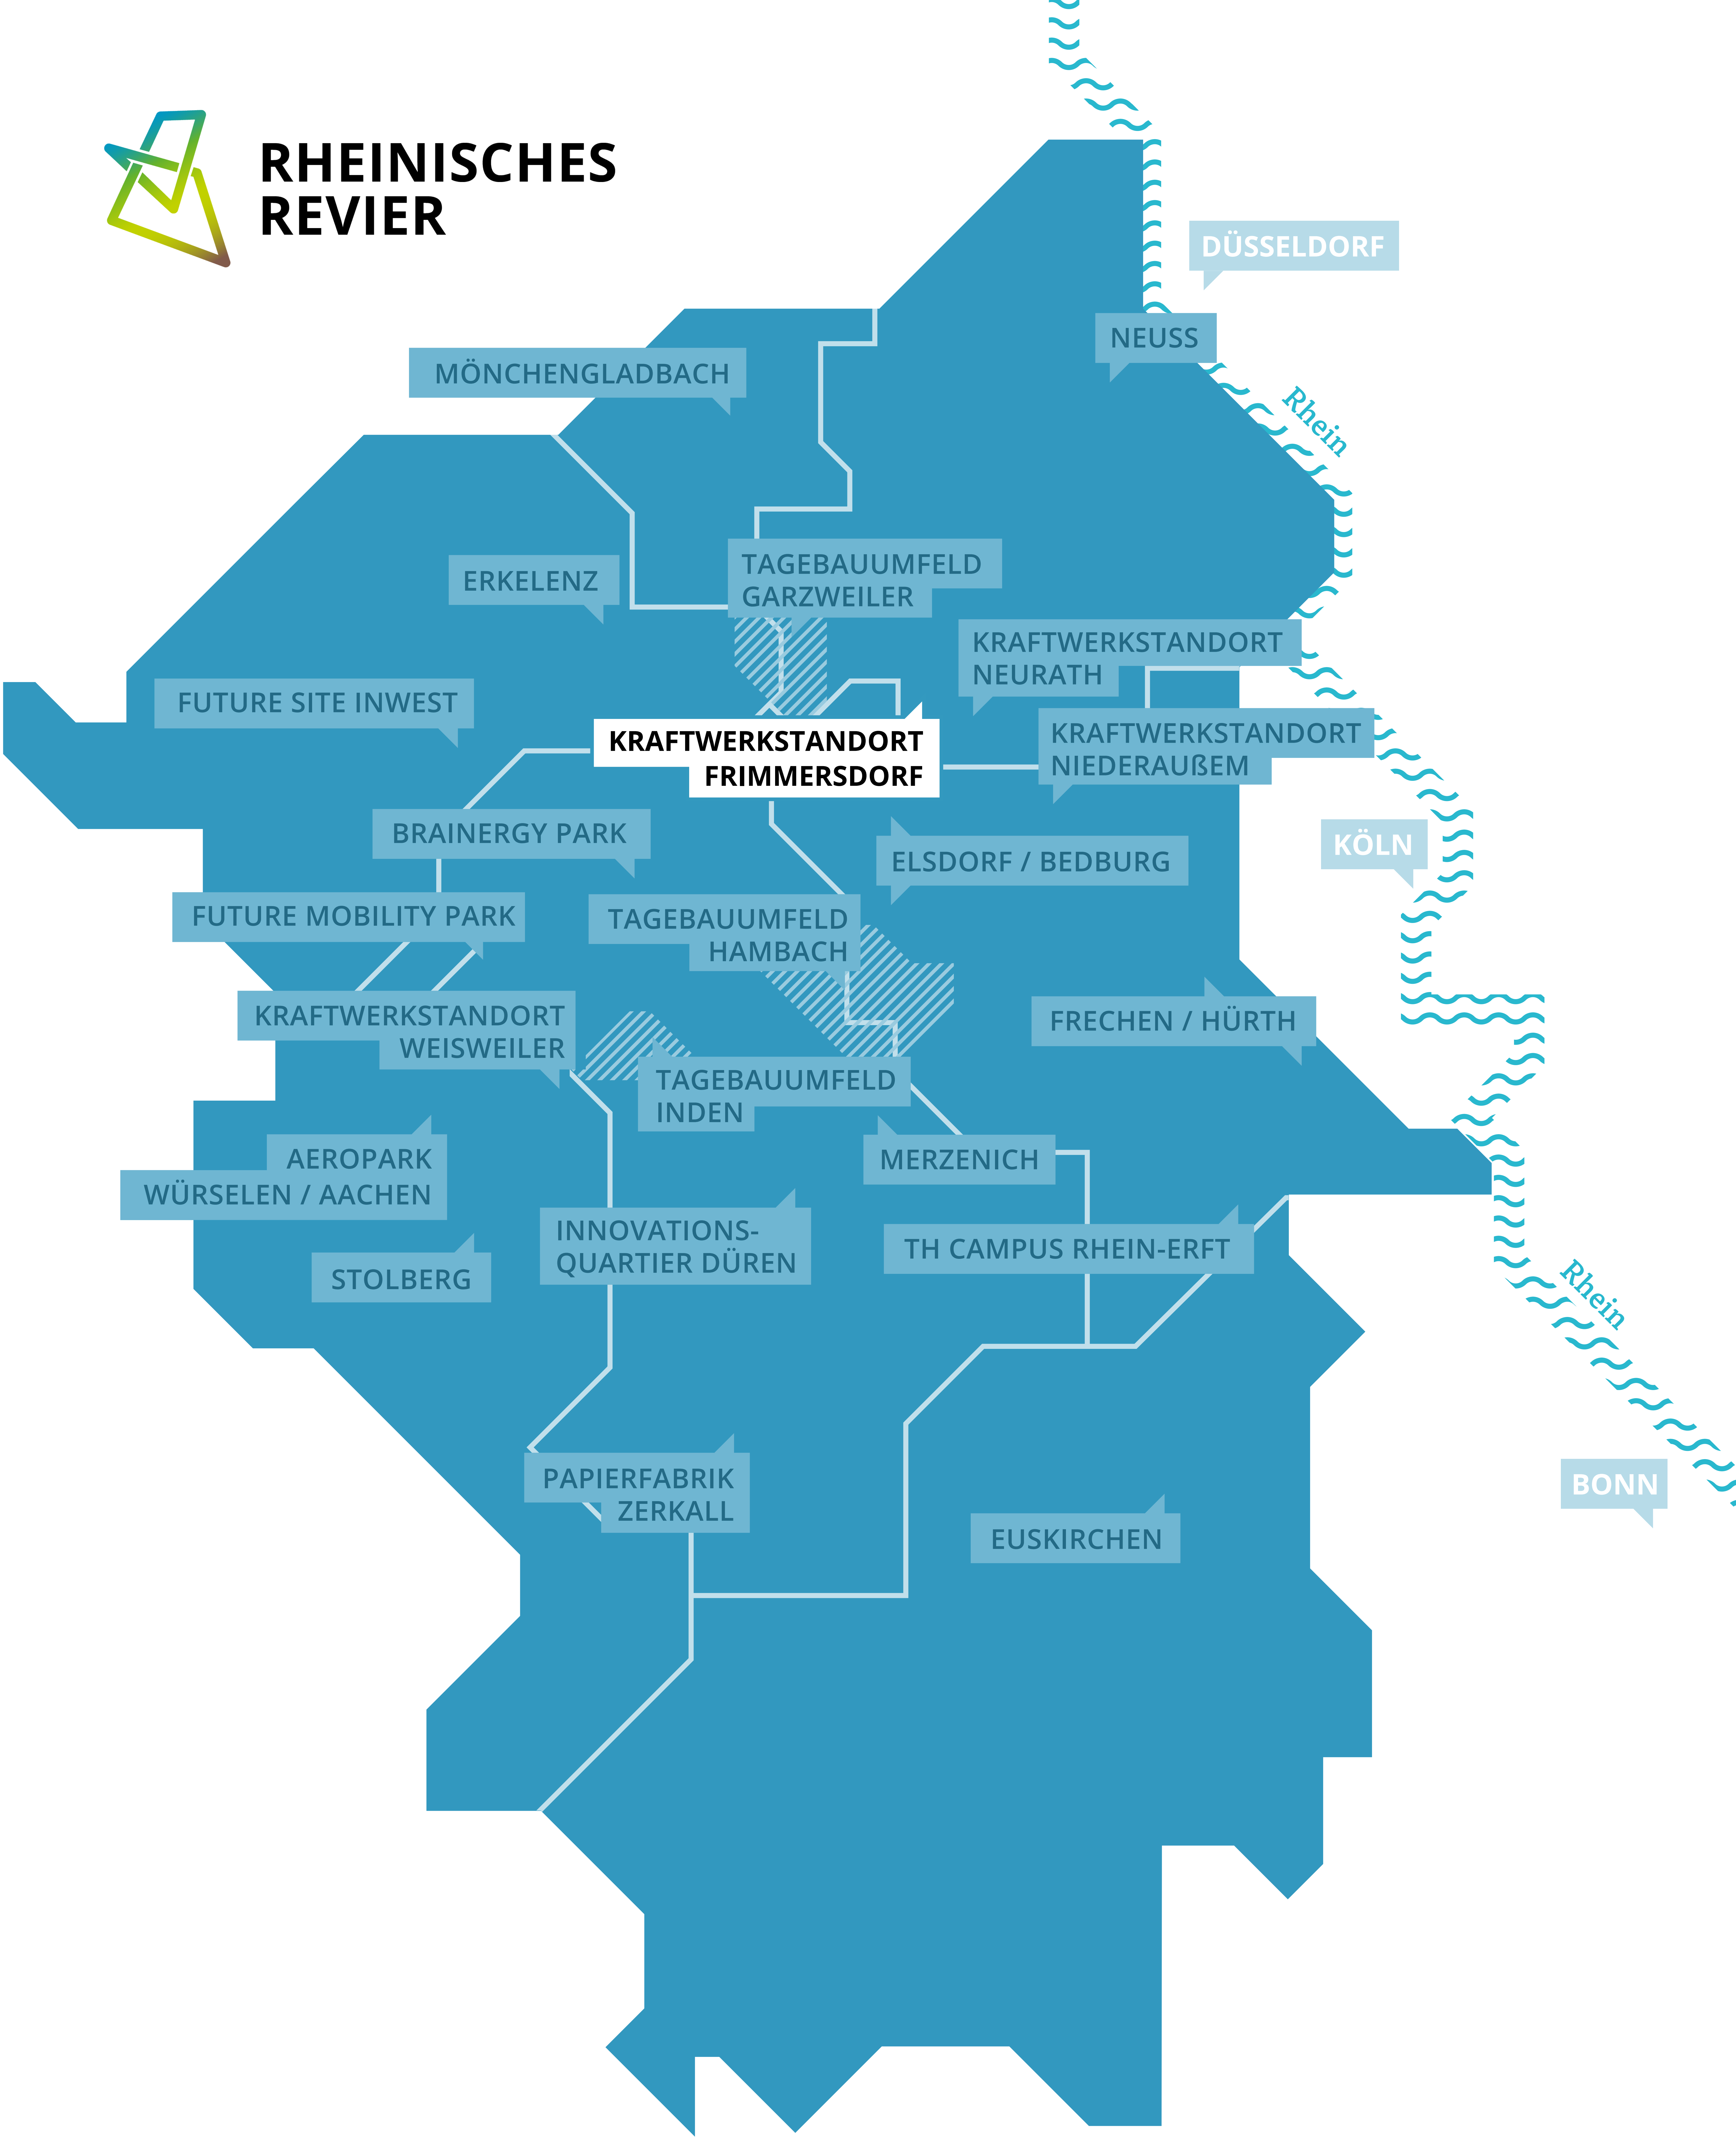 RHEINISCHES
REVIER
DÜSSELDORF
NEUSS
MÖNCHENGLADBACH
Rhein
TAGEBAUUMFELD
GARZWEILER
ERKELENZ
KRAFTWERKSTANDORT
NEURATH
FUTURE SITE INWEST
KRAFTWERKSTANDORT
FRIMMERSDORF
KRAFTWERKSTANDORT
NIEDERAUßEM
BRAINERGY PARK
KÖLN
ELSDORF / BEDBURG
FUTURE MOBILITY PARK
TAGEBAUUMFELD
HAMBACH
KRAFTWERKSTANDORT
WEISWEILER
FRECHEN / HÜRTH
TAGEBAUUMFELD
INDEN
AEROPARK
WÜRSELEN / AACHEN
MERZENICH
INNOVATIONS-
QUARTIER DÜREN
TH CAMPUS RHEIN-ERFT
STOLBERG
Rhein
PAPIERFABRIK
ZERKALL
BONN
EUSKIRCHEN